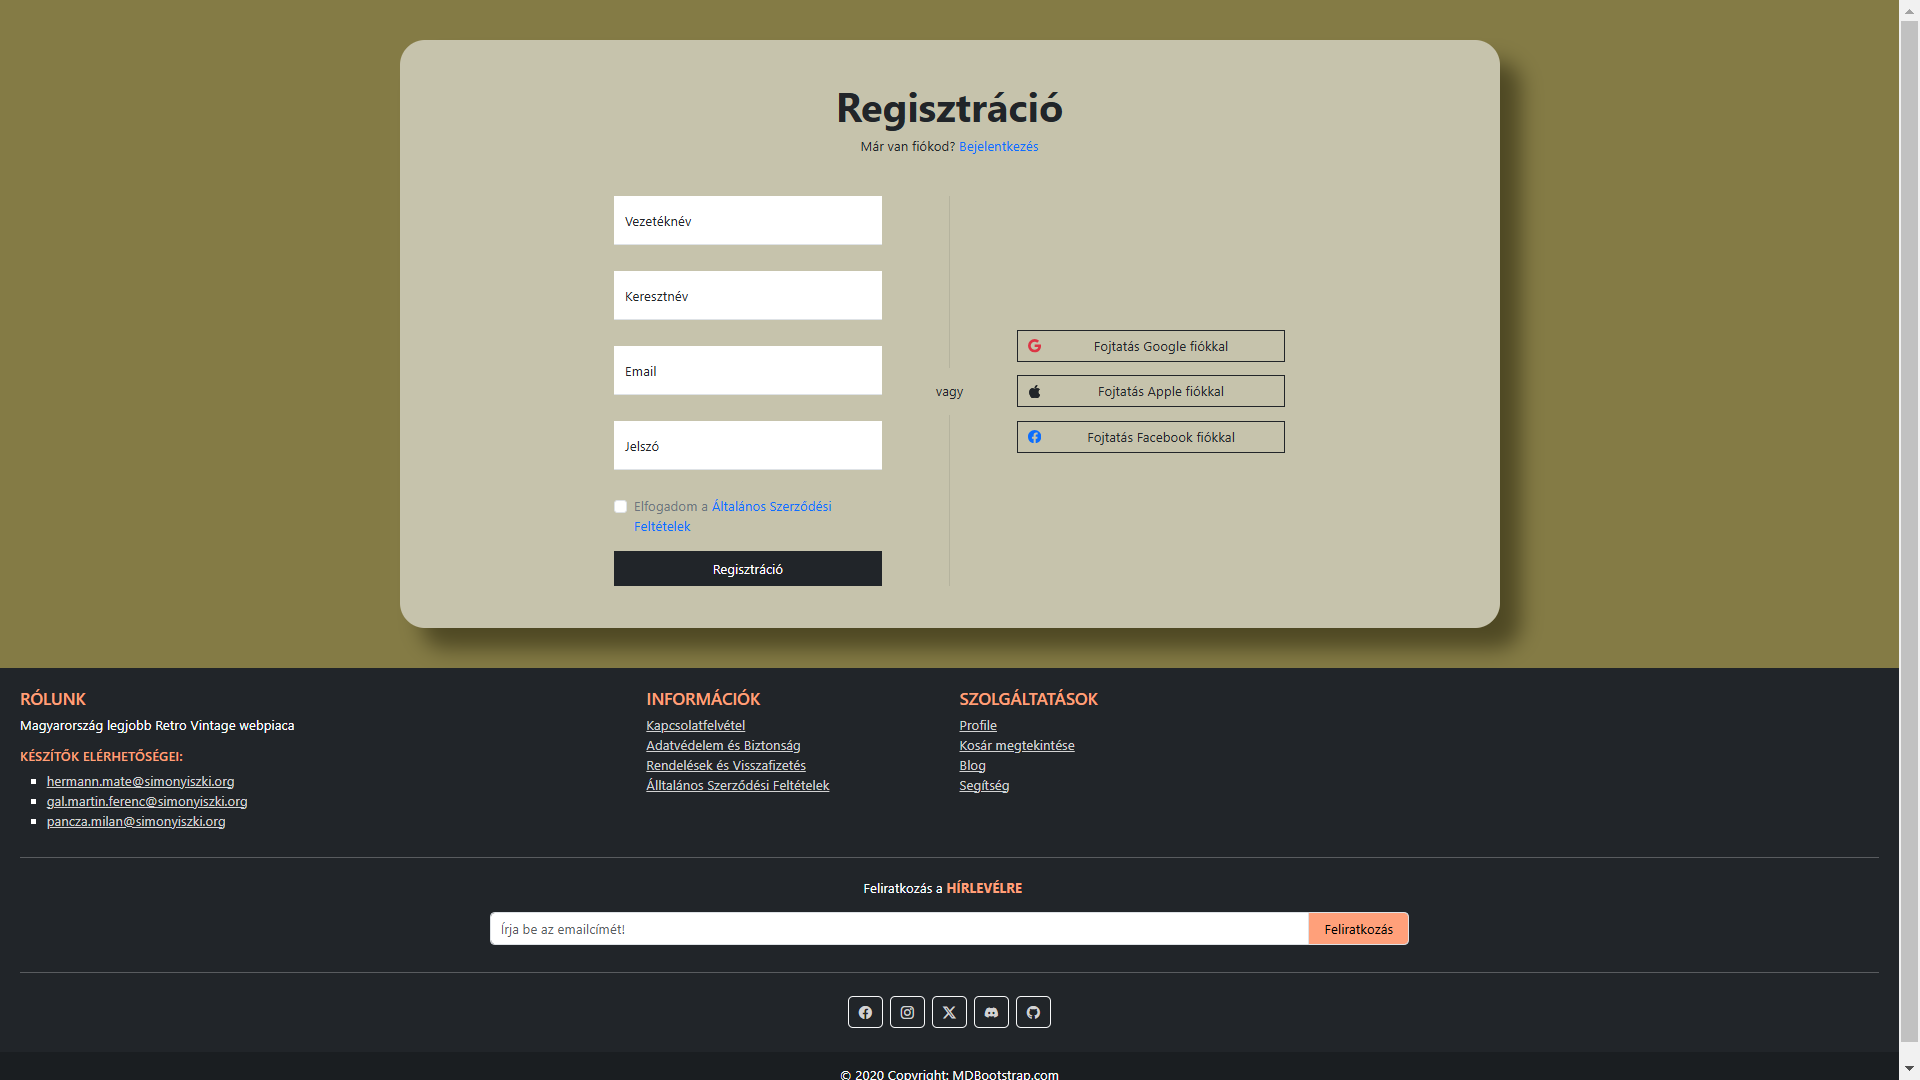 Regisztráció
Már van fiókod? Bejelentkezés
Vezetéknév
Keresztnév
Email
Jelszó
Elfogadom a Általános Szerződési
Feltételek
Regisztráció
vagy
Fojtatás Google fiókkal
Fojtatás Apple fiókkal
Fojtatás Facebook fiókkal
RÓLUNK
Magyarország legjobb Retro Vintage webpiaca
KÉSZÍTŐK ELÉRHETŐSÉGEI:
hermann.mate@simonyiszki.org
gal.martin.ferenc@simonyiszki.org
pancza.milan@simonyiszki.org
INFORMÁCIÓK
Kapcsolatfelvétel
Adatvédelem és Biztonság
Rendelések és Visszafizetés
Álltalános Szerződési Feltételek
SZOLGÁLTATÁSOK
Profile
Kosár megtekintése
Blog
Segítség
Feliratkozás a HÍRLEVÉLRE
Írja be az emailcímét!
Feliratkozás
© 2020 Copyright: MDBootstrap.com